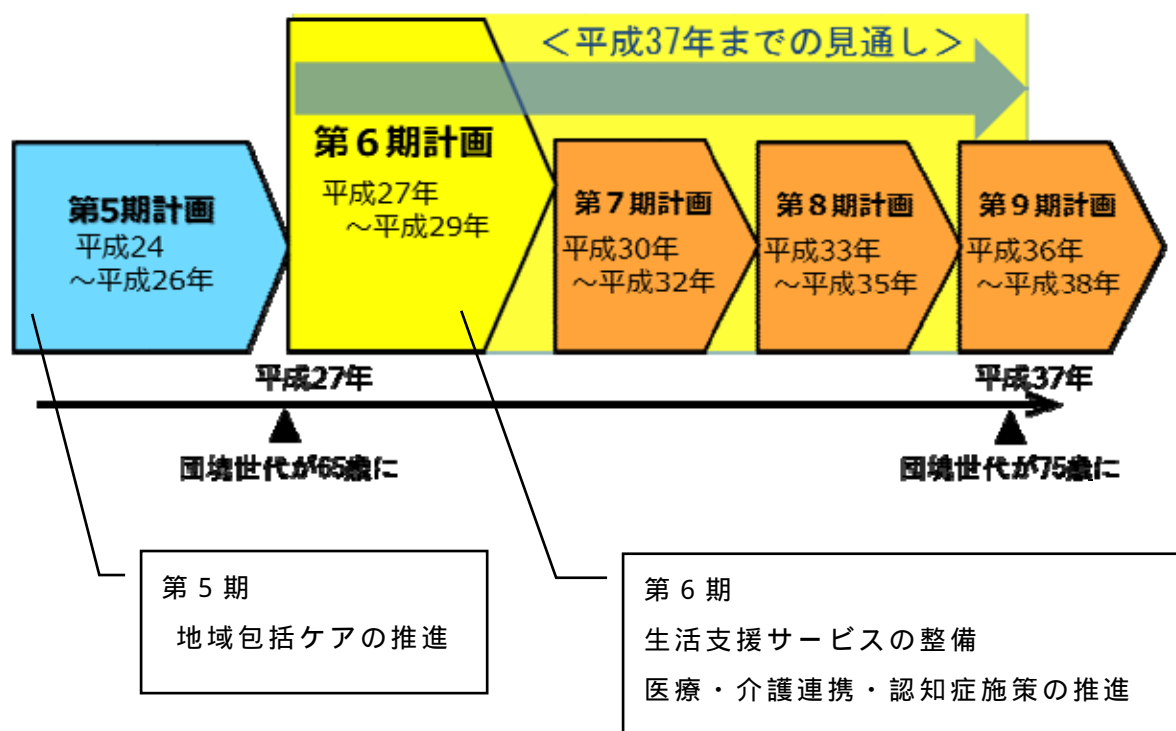 ＜平成37年までの見通し＞
第5期計画
平成24
～平成26年
第６期計画
平成27年
～平成29年
第７期計画
平成30年
～平成32年
第８期計画
平成33年
～平成35年
第９期計画
平成36年
～平成38年
平成27年
平成37年
団塊世代が65歳に
団塊世代が75歳に
第５期
地域包括ケアの推進
第６期
生活支援サービスの整備
医療・介護連携・認知症施策の推進